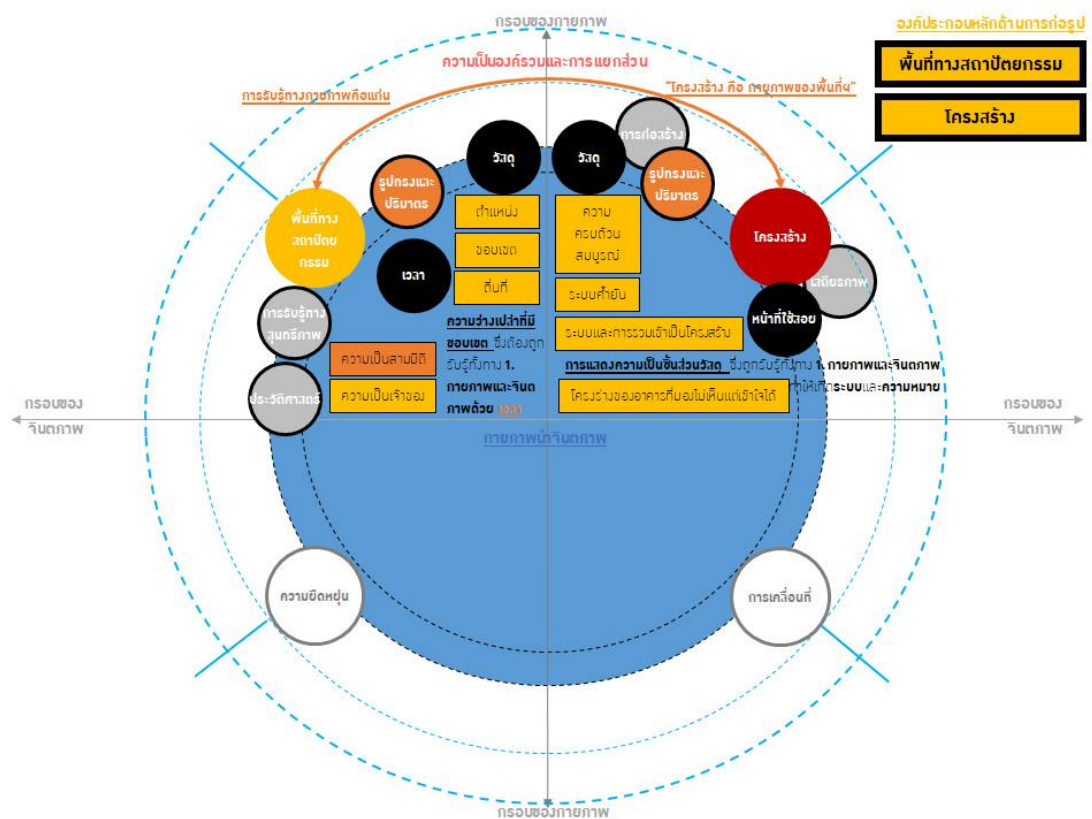 กรอบของกายภาพ
องค์ประกอบหลักด้านการก่อรูป
พื้นที่ทางสถาปัตยกรรม
โครงสร้าง
ความเป็นองค์รวมและการแยกส่วน
การรับรู้ทางกายภาพคือแก่น
"โครงสร้าง คือ กายภาพของพื้นที่ฯ"
การก่อสร้าง
วัสดุ
วัสดุ
รูปทรงและ
ปริมาตร
รูปทรงและ
ปริมาตร
พื้นที่ทาง
สถาปัตย
กรรม
ตำแหน่ง
ขอบเขต
ถิ่นที่
ความ
ครบถ้วน
สมบูรณ์
ระบบค้ำยัน
โครงสร้าง
เวลา
เสถียรภาพ
หน้าที่ใช้สอย
การรับรู้ทาง
สุนทรีภาพ
ความว่างเปล่าที่มี
ขอบเขต ซึ่งต้องถูก
รับรู้ทั้งทาง 1.
กายภาพและจินต
ภาพด้วย เวลา
ระบบและการรวมเข้าเป็นโครงสร้าง
ความเป็นสามมิติ
การแสดงความเป็นชิ้นส่วนวัสดุ ซึ่งถูกรับรู้ทั้งทาง 1. กายภาพและจินตภาพ
ทำให้เกิดระบบและความหมาย
ประวัติศาสตร์
ความเป็นเจ้าของ
โครงร่างของอาคารที่มองไม่เห็นแต่เข้าใจได้
กรอบของ
จินตภาพ
กรอบของ
จินตภาพ
กายภาพนำจินตภาพ
ความยืดหยุ่น
การเคลื่อนที่
กรอบของกายภาพ